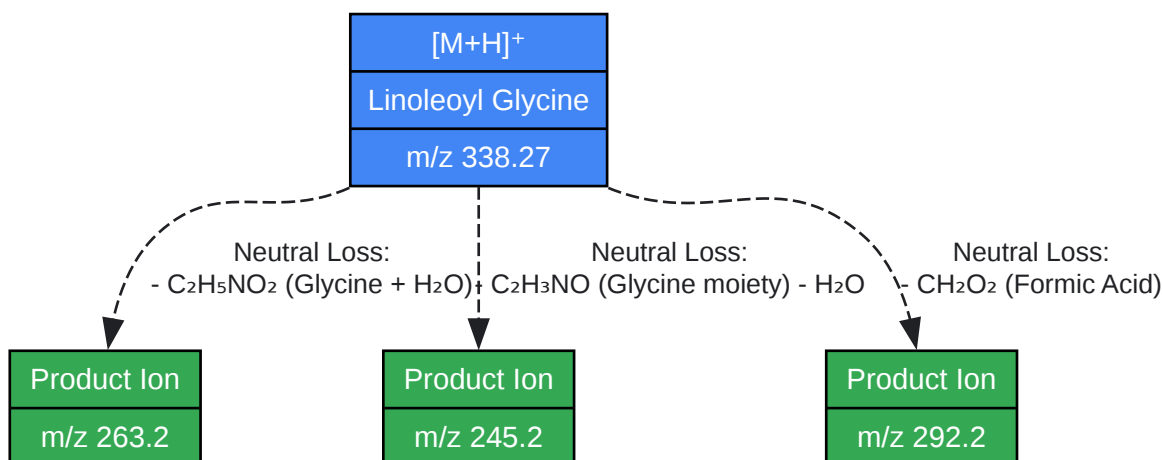 [M+H]⁺
Linoleoyl Glycine
m/z 338.27
Neutral Loss:
- C₂H₅NO₂ (Glycine + H₂O)
Neutral Loss:
- C₂H₃NO (Glycine moiety) - H₂O
Neutral Loss:
- CH₂O₂ (Formic Acid)
Product Ion
m/z 263.2
Product Ion
m/z 245.2
Product Ion
m/z 292.2